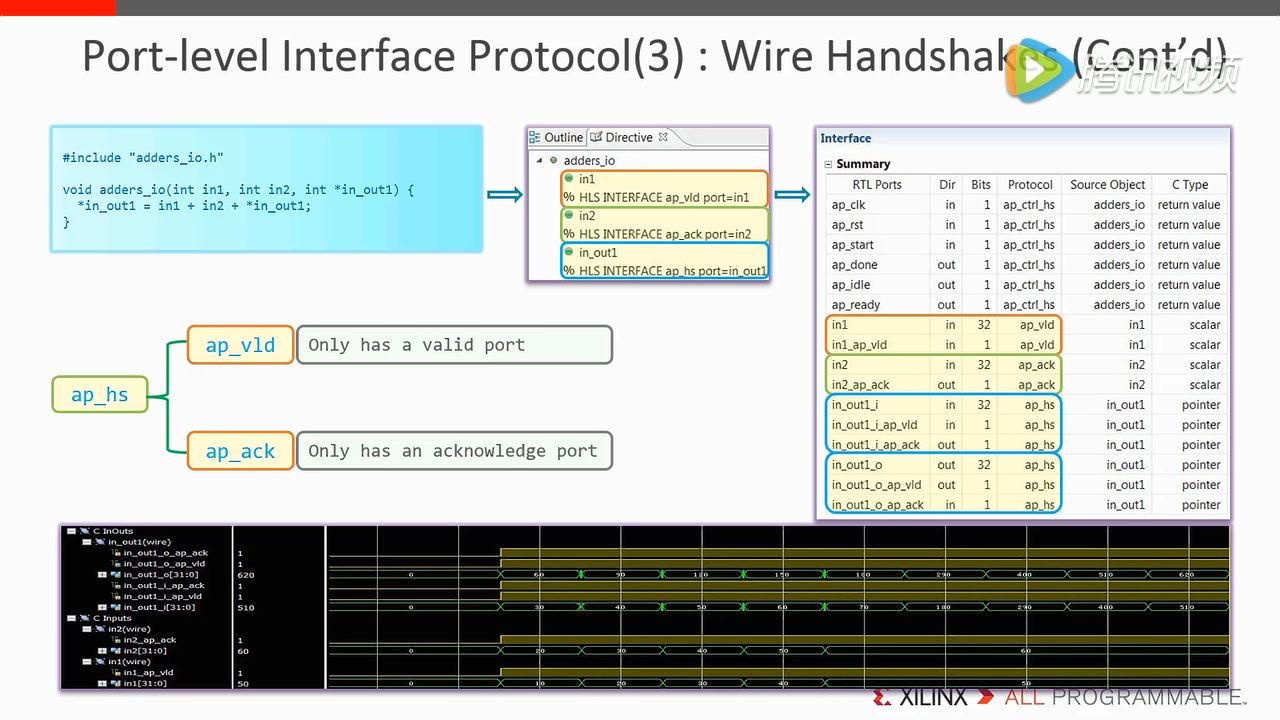 Port-level Interface Protocol(3) : Wire Handshakes (Cont'd)
腾讯视频
#include "adders_io.h"
void adders_io(int in1, int in2, int *in_out1) {
*in_out1 = in1 + in2 + *in_out1;
}
Outline Directive
adders_io
in1
% HLS INTERFACE ap_vld port=in1
in2
% HLS INTERFACE ap_ack port=in2
in_out1
% HLS INTERFACE ap_hs port=in_out1
Interface
Summary
RTL Ports Dir Bits Protocol Source Object C Type
ap_clk in 1 ap_ctrl_hs adders_io return value
ap_rst in 1 ap_ctrl_hs adders_io return value
ap_start in 1 ap_ctrl_hs adders_io return value
ap_done out 1 ap_ctrl_hs adders_io return value
ap_idle out 1 ap_ctrl_hs adders_io return value
ap_ready out 1 ap_ctrl_hs adders_io return value
in1 in 32 ap_vld in1 scalar
in1_ap_vld in 1 ap_vld in1 scalar
in2 in 32 ap_ack in2 scalar
in2_ap_ack out 1 ap_ack in2 scalar
in_out1_i in 32 ap_hs in_out1 pointer
in_out1_i_ap_vld in 1 ap_hs in_out1 pointer
in_out1_i_ap_ack out 1 ap_hs in_out1 pointer
in_out1_o out 32 ap_hs in_out1 pointer
in_out1_o_ap_vld out 1 ap_hs in_out1 pointer
in_out1_o_ap_ack in 1 ap_hs in_out1 pointer
ap_hs
ap_vld Only has a valid port
ap_ack Only has an acknowledge port
C InOuts
in_out1(wire)
in_out1_o_ap_ack 1
in_out1_o_ap_vld 1
in_out1_o[31:0] 620 0 60 90 120 150 180 290 400 510 620
in_out1_i_ap_ack 1
in_out1_i_ap_vld 1
in_out1_i[31:0] 510 0 30 40 50 60 70 180 290 400 510
C Inputs
in2(wire)
in2_ap_ack 1
in2[31:0] 60 0 20 30 40 50 60
in1(wire)
in1_ap_vld 1
in1[31:0] 50 0 10 20 30 40 50
XILINX ALL PROGRAMMABLE™